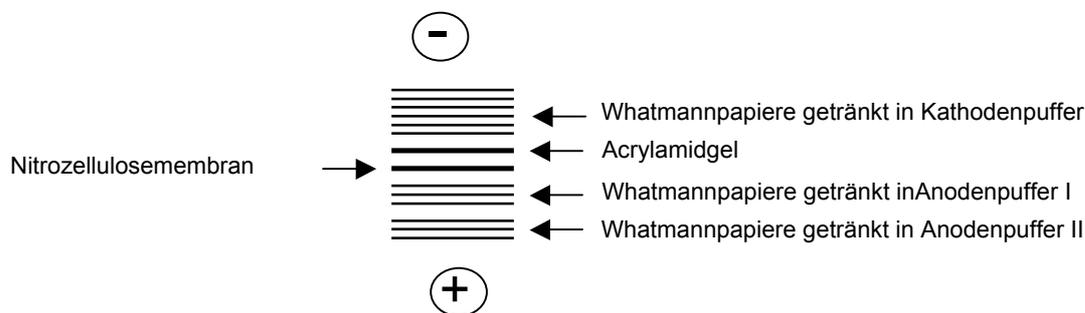 -
Whatmannpapiere getränkt in Kathodenpuffer
Acrylamidgel
Nitrozellulosemembran
Whatmannpapiere getränkt inAnodenpuffer I
Whatmannpapiere getränkt in Anodenpuffer II
+